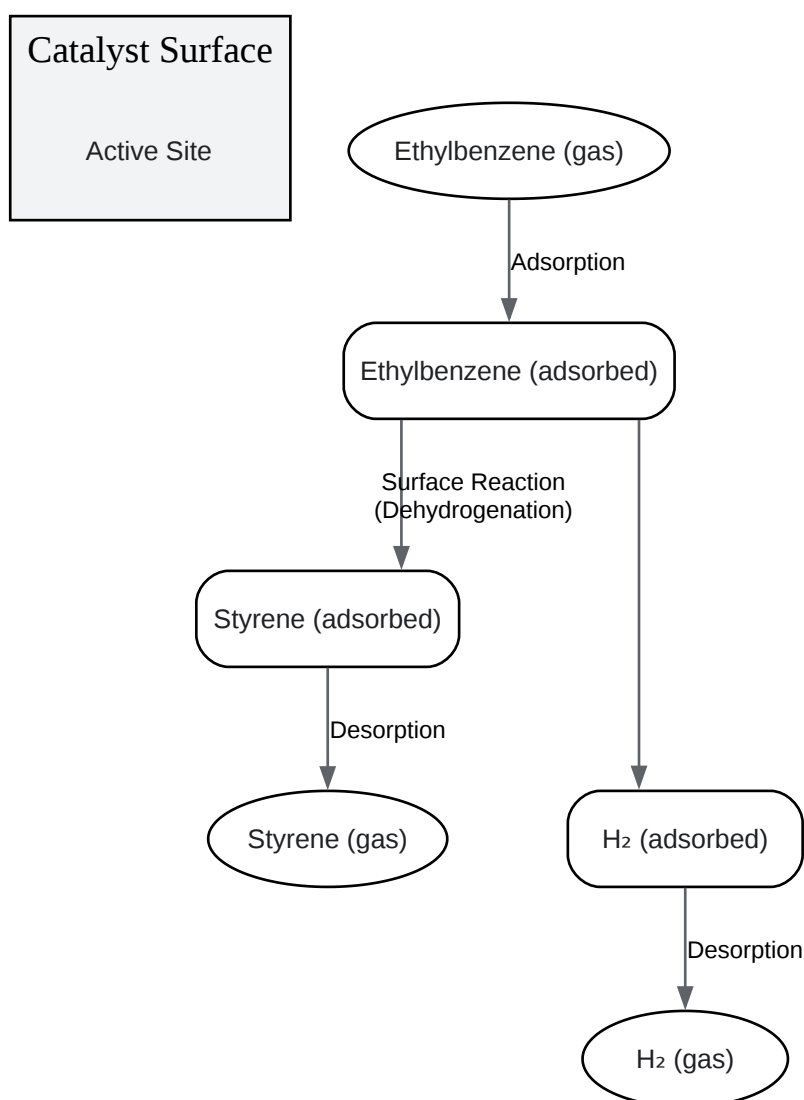 Catalyst Surface
Active Site
Ethylbenzene (gas)
Adsorption
Ethylbenzene (adsorbed)
Surface Reaction
(Dehydrogenation)
Styrene (adsorbed)
Desorption
Styrene (gas)
H₂ (adsorbed)
Desorption
H₂ (gas)